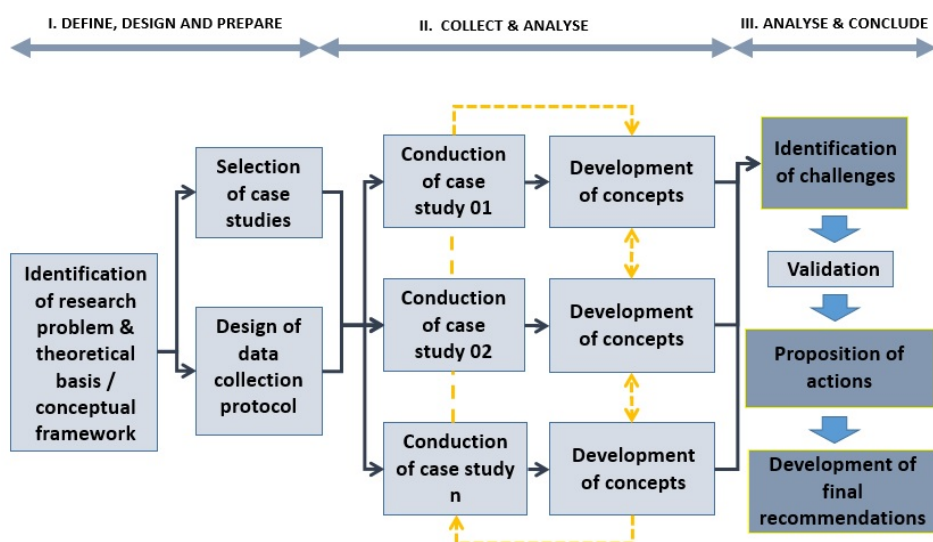 I. DEFINE, DESIGN AND PREPARE
II. COLLECT & ANALYSE
III. ANALYSE & CONCLUDE
Identification
of research
problem &
theoretical
basis /
conceptual
framework
Selection
of case
studies
Design of
data
collection
protocol
Conduction
of case
study 01
Development
of concepts
Conduction
of case
study 02
Development
of concepts
Conduction
of case study
n
Development
of concepts
Identification
of challenges
Validation
Proposition of
actions
Development of
final
recommendations